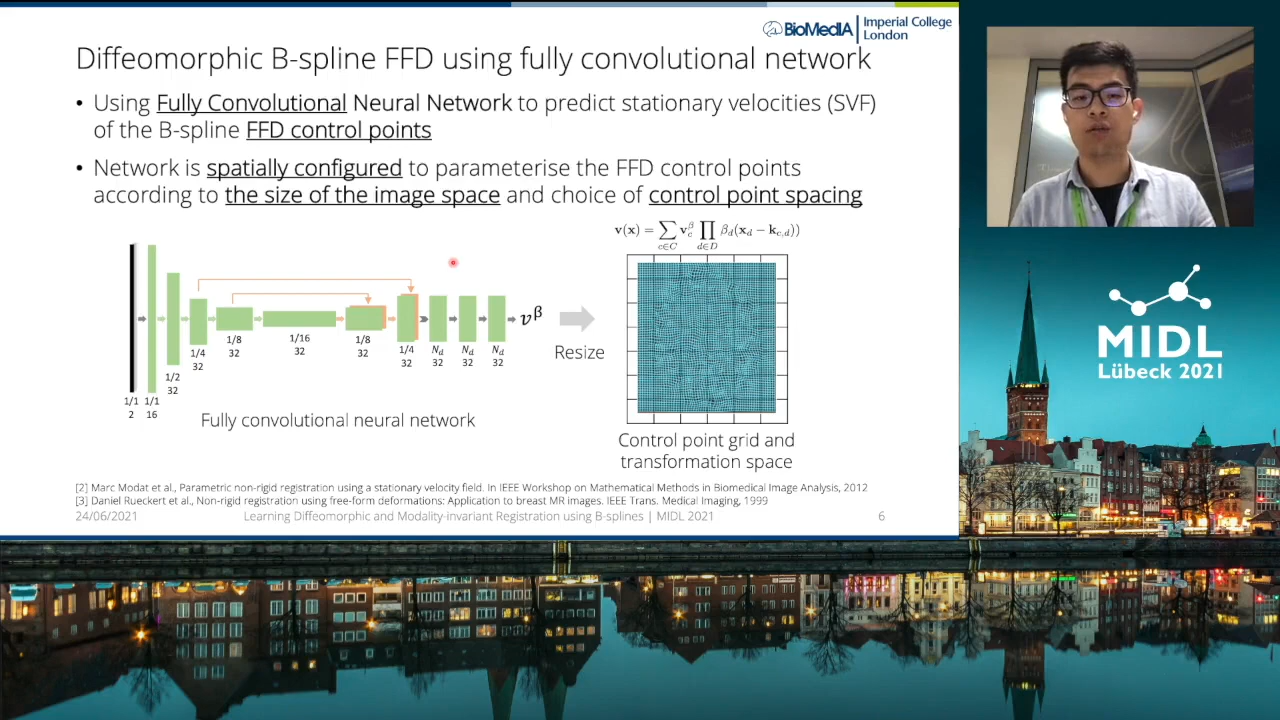 BioMedIA
Imperial College
London
Diffeomorphic B-spline FFD using fully convolutional network
• Using Fully Convolutional Neural Network to predict stationary velocities (SVF)
of the B-spline FFD control points
• Network is spatially configured to parameterise the FFD control points
according to the size of the image space and choice of control point spacing
v(x) = ∑_{c∈C} v_c^β ∏_{d∈D} β_d(x_d − k_{c,d}))
1/1
2
1/1
16
1/2
32
1/4
32
1/8
32
1/16
32
1/8
32
1/4
32
N_d
32
N_d
32
N_d
32
v^β
Resize
Fully convolutional neural network
Control point grid and
transformation space
[2] Marc Modat et al., Parametric non-rigid registration using a stationary velocity field. In IEEE Workshop on Mathematical Methods in Biomedical Image Analysis, 2012
[3] Daniel Rueckert et al., Non-rigid registration using free-form deformations: Application to breast MR images. IEEE Trans. Medical Imaging, 1999
24/06/2021
Learning Diffeomorphic and Modality-invariant Registration using B-splines | MIDL 2021
6
MIDL
Lübeck 2021